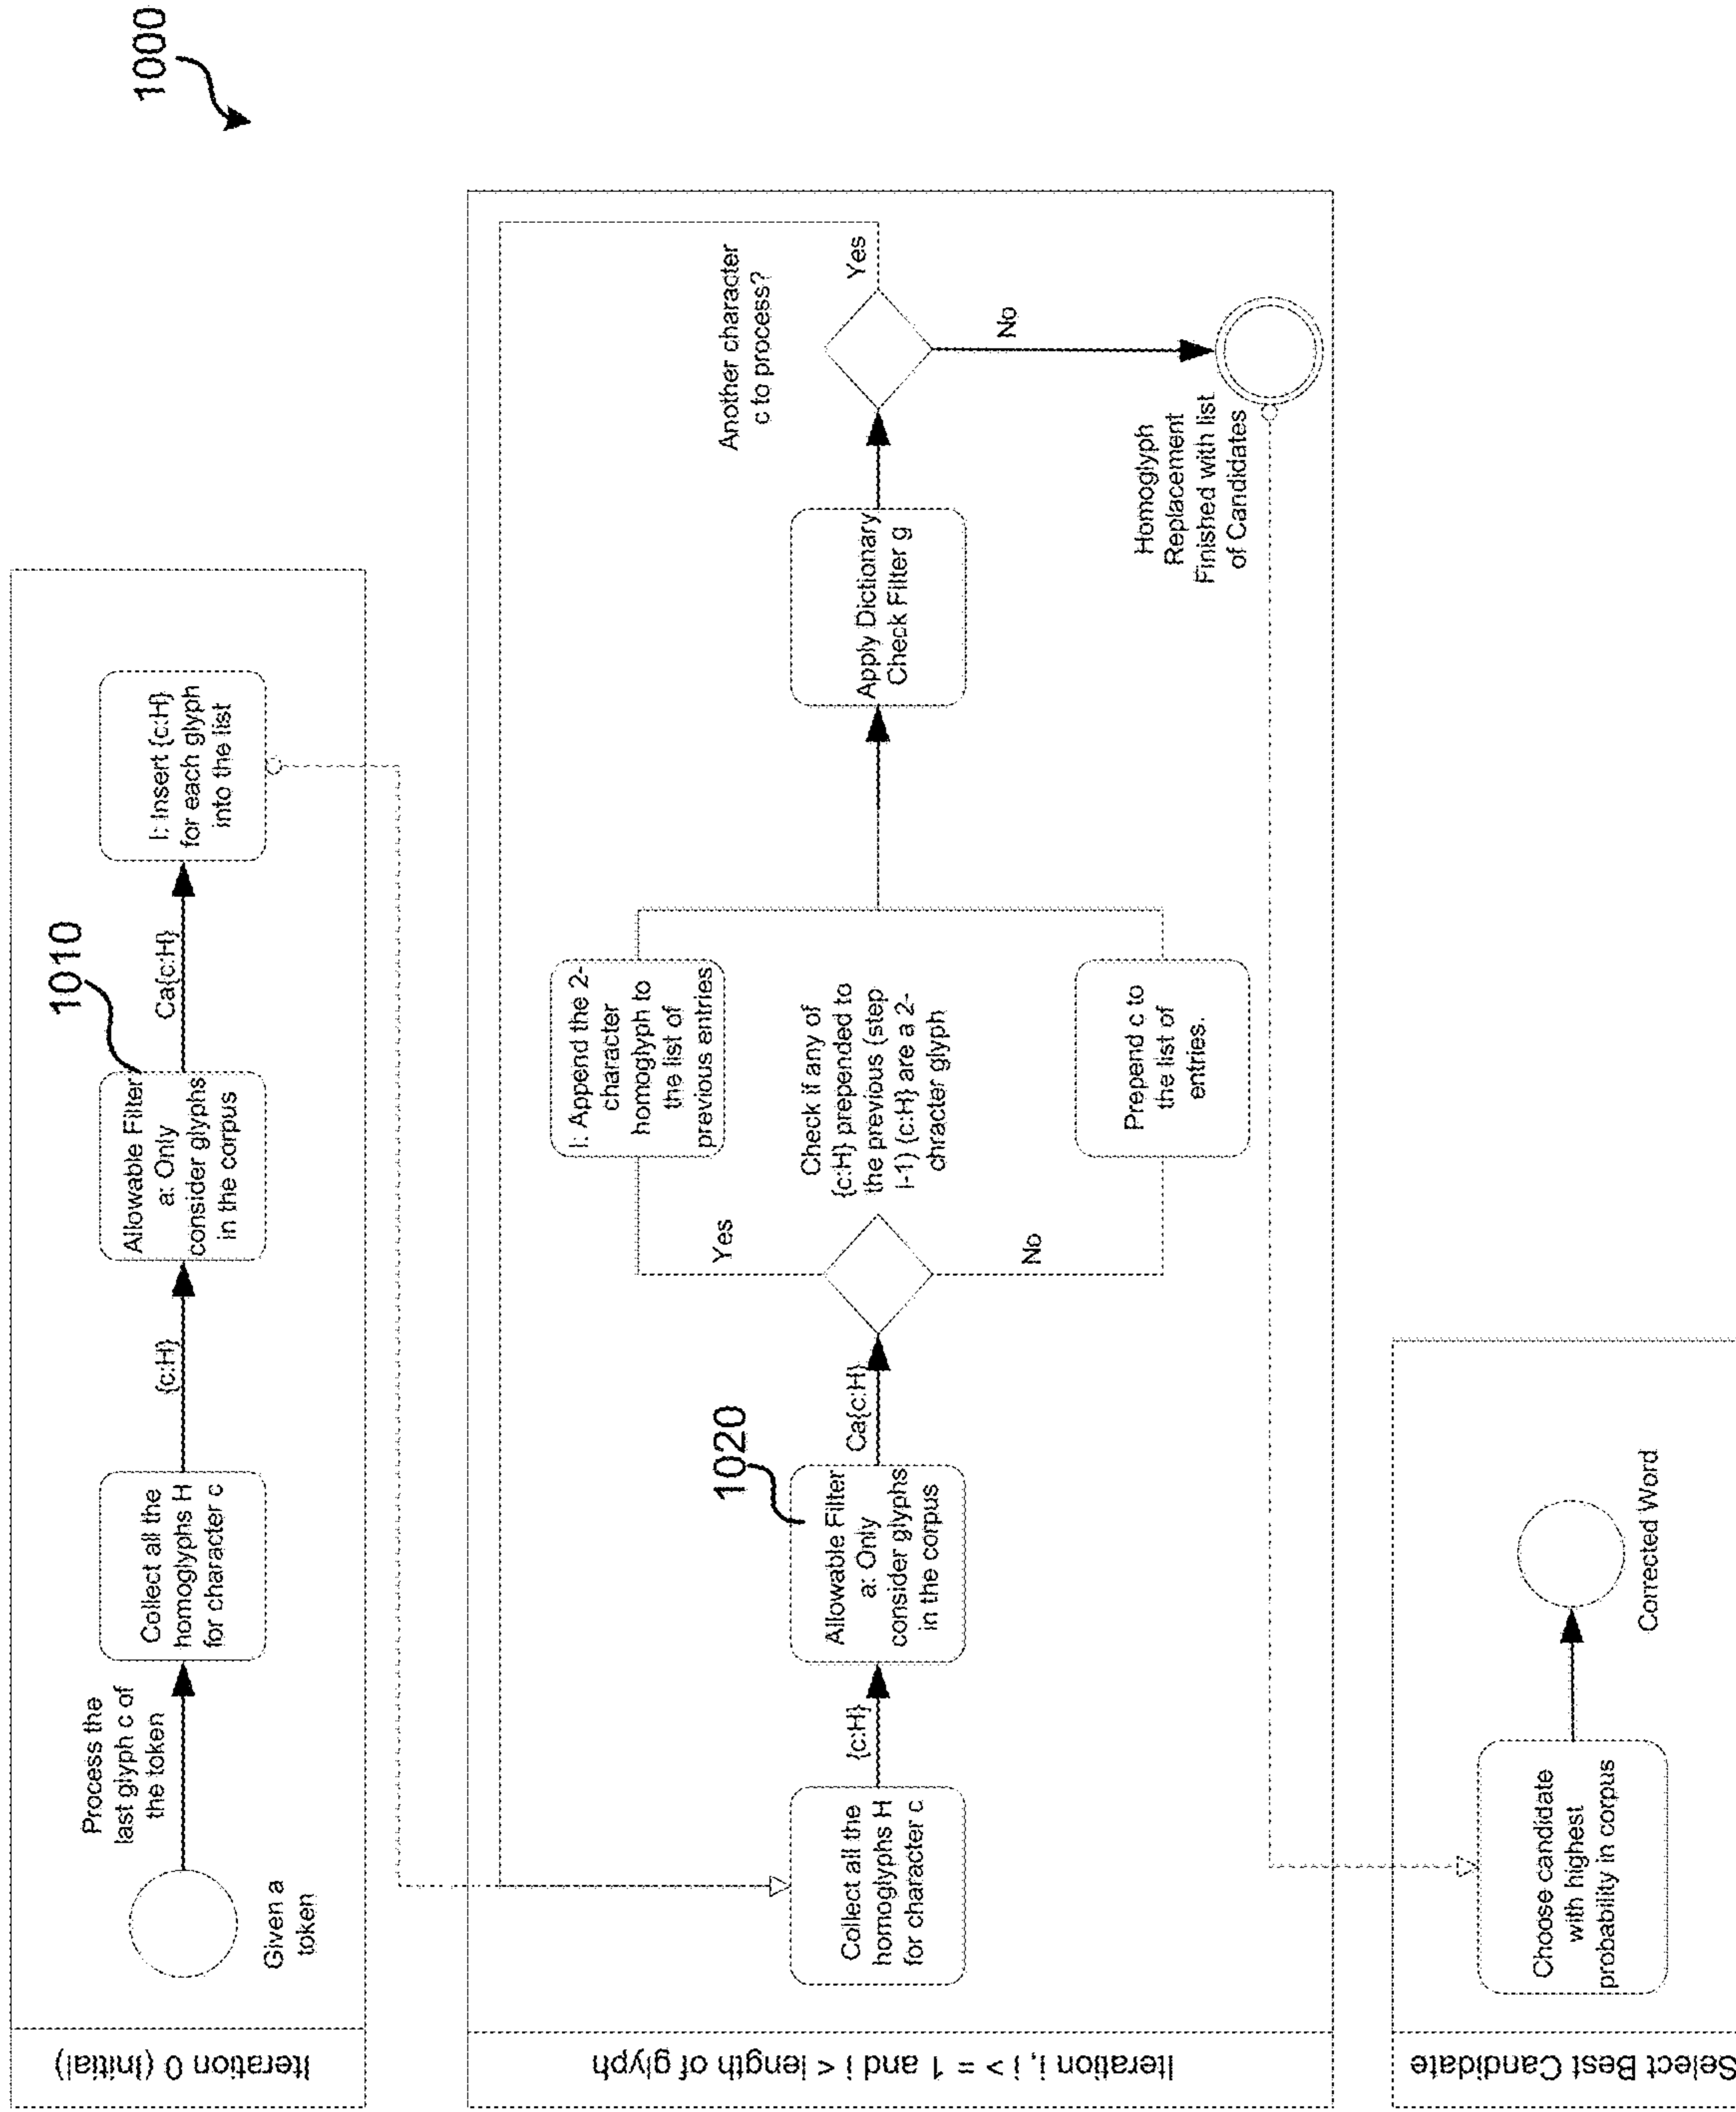 1000
Iteration 0 (Initial)
Given a
token
Process the
last glyph c of
the token
Collect all the
homoglyphs H
for character c
{c:H}
1010
Allowable Filter
a: Only
consider glyphs
in the corpus
Ca{c:H}
I: Insert {c:H}
for each glyph
into the list
Iteration i, i > = 1 and i < length of glyph
Collect all the
homoglyphs H
for character c
{c:H}
1020
Allowable Filter
a: Only
consider glyphs
in the corpus
Ca{c:H}
Yes
No
I: Append the 2-
character
homoglyph to
the list of
previous entries
Check if any of
{c:H} prepended to
the previous (step
i-1) {c:H} are a 2-
chracter glyph
Prepend c to
the list of
entries.
Apply Dictionary
Check Filter g
Another character
c to process?
Yes
No
Homoglyph
Replacement
Finished with list
of Candidates
Select Best Candidate
Choose candidate
with highest
probability in corpus
Corrected Word